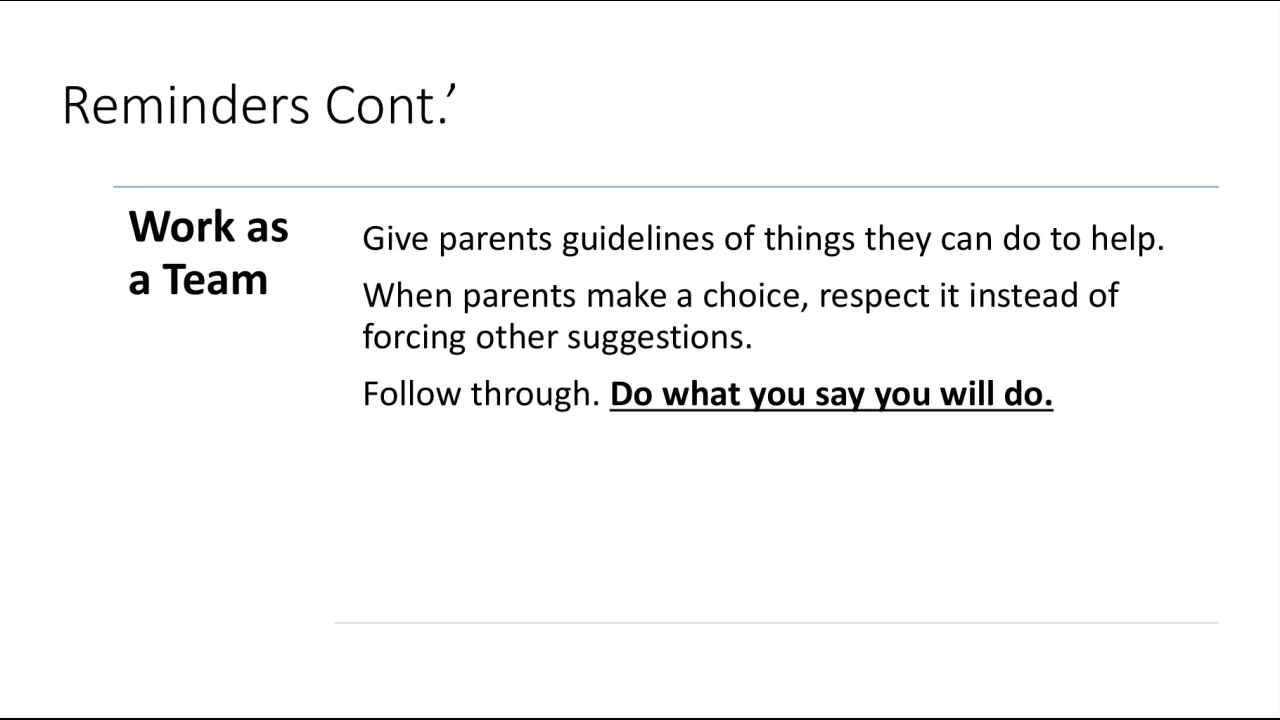 Reminders Cont.’
Work as
a Team
Give parents guidelines of things they can do to help.
When parents make a choice, respect it instead of
forcing other suggestions.
Follow through. Do what you say you will do.